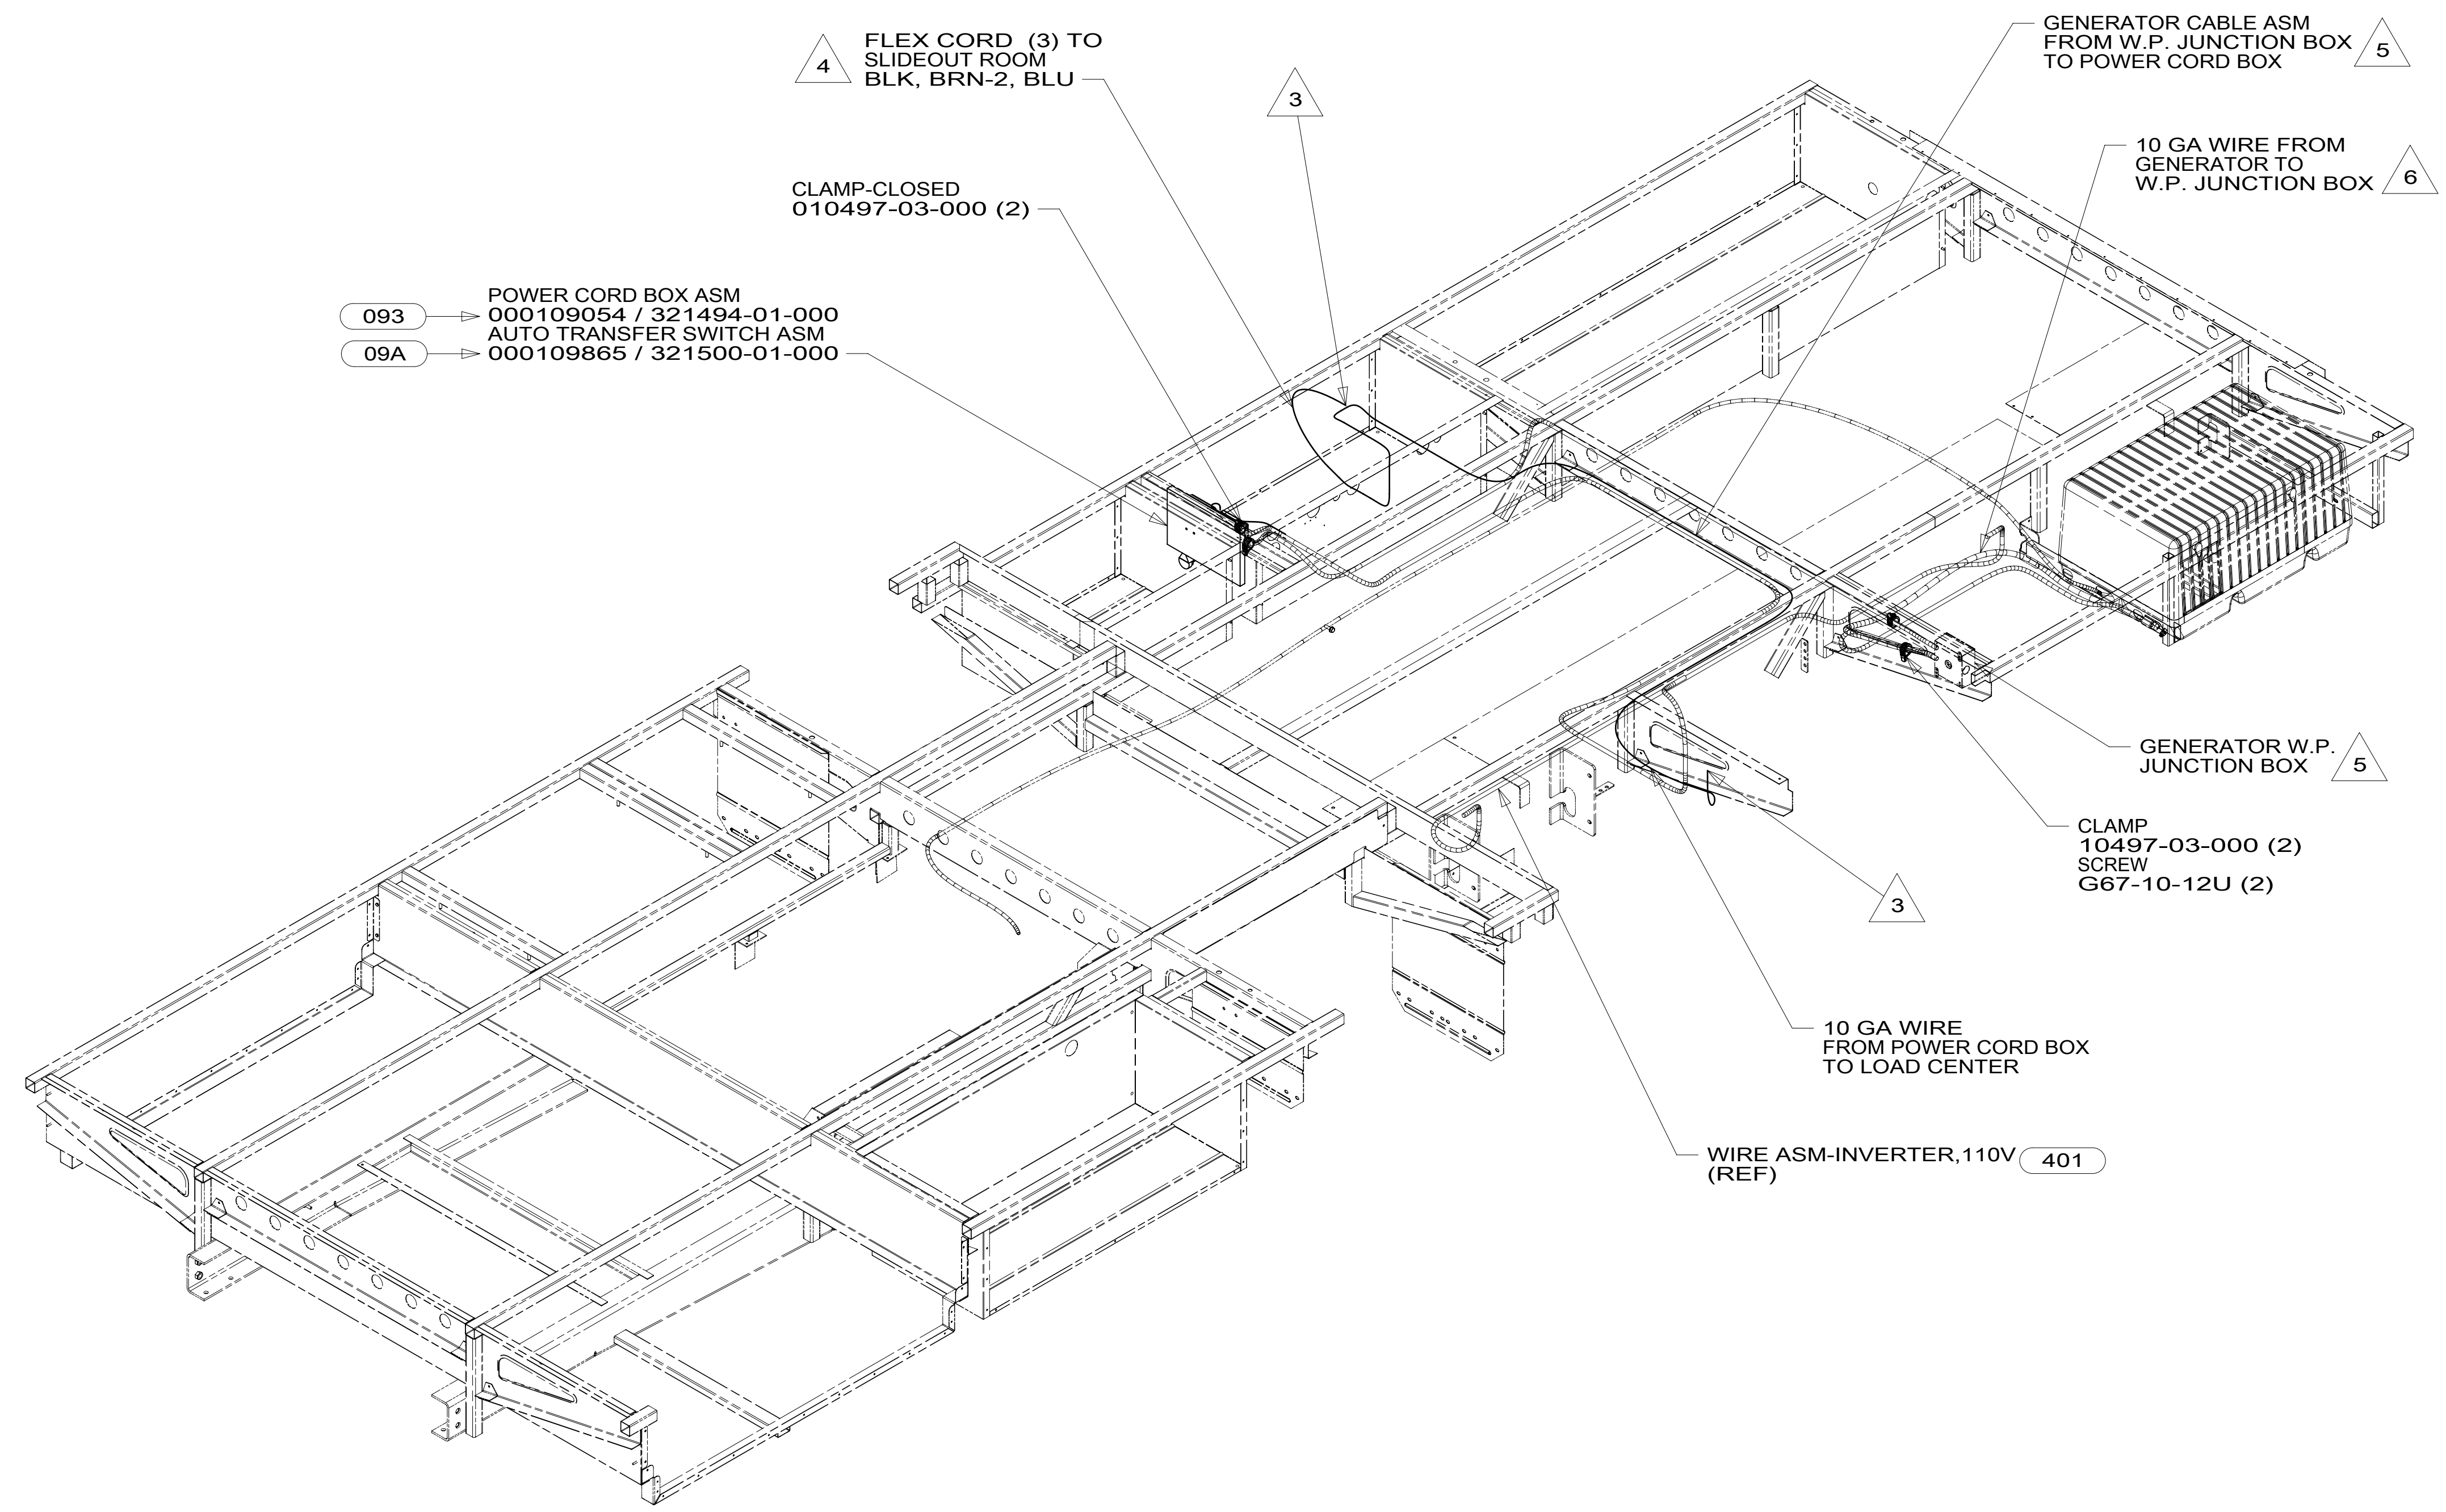 4
FLEX CORD (3) TO
SLIDEOUT ROOM
BLK, BRN-2, BLU
3
GENERATOR CABLE ASM
FROM W.P. JUNCTION BOX
TO POWER CORD BOX
5
10 GA WIRE FROM
GENERATOR TO
W.P. JUNCTION BOX
6
CLAMP-CLOSED
010497-03-000 (2)
093
POWER CORD BOX ASM
000109054 / 321494-01-000
AUTO TRANSFER SWITCH ASM
09A
000109865 / 321500-01-000
GENERATOR W.P.
JUNCTION BOX
5
CLAMP
10497-03-000 (2)
SCREW
G67-10-12U (2)
3
10 GA WIRE
FROM POWER CORD BOX
TO LOAD CENTER
WIRE ASM-INVERTER,110V
(REF)
401